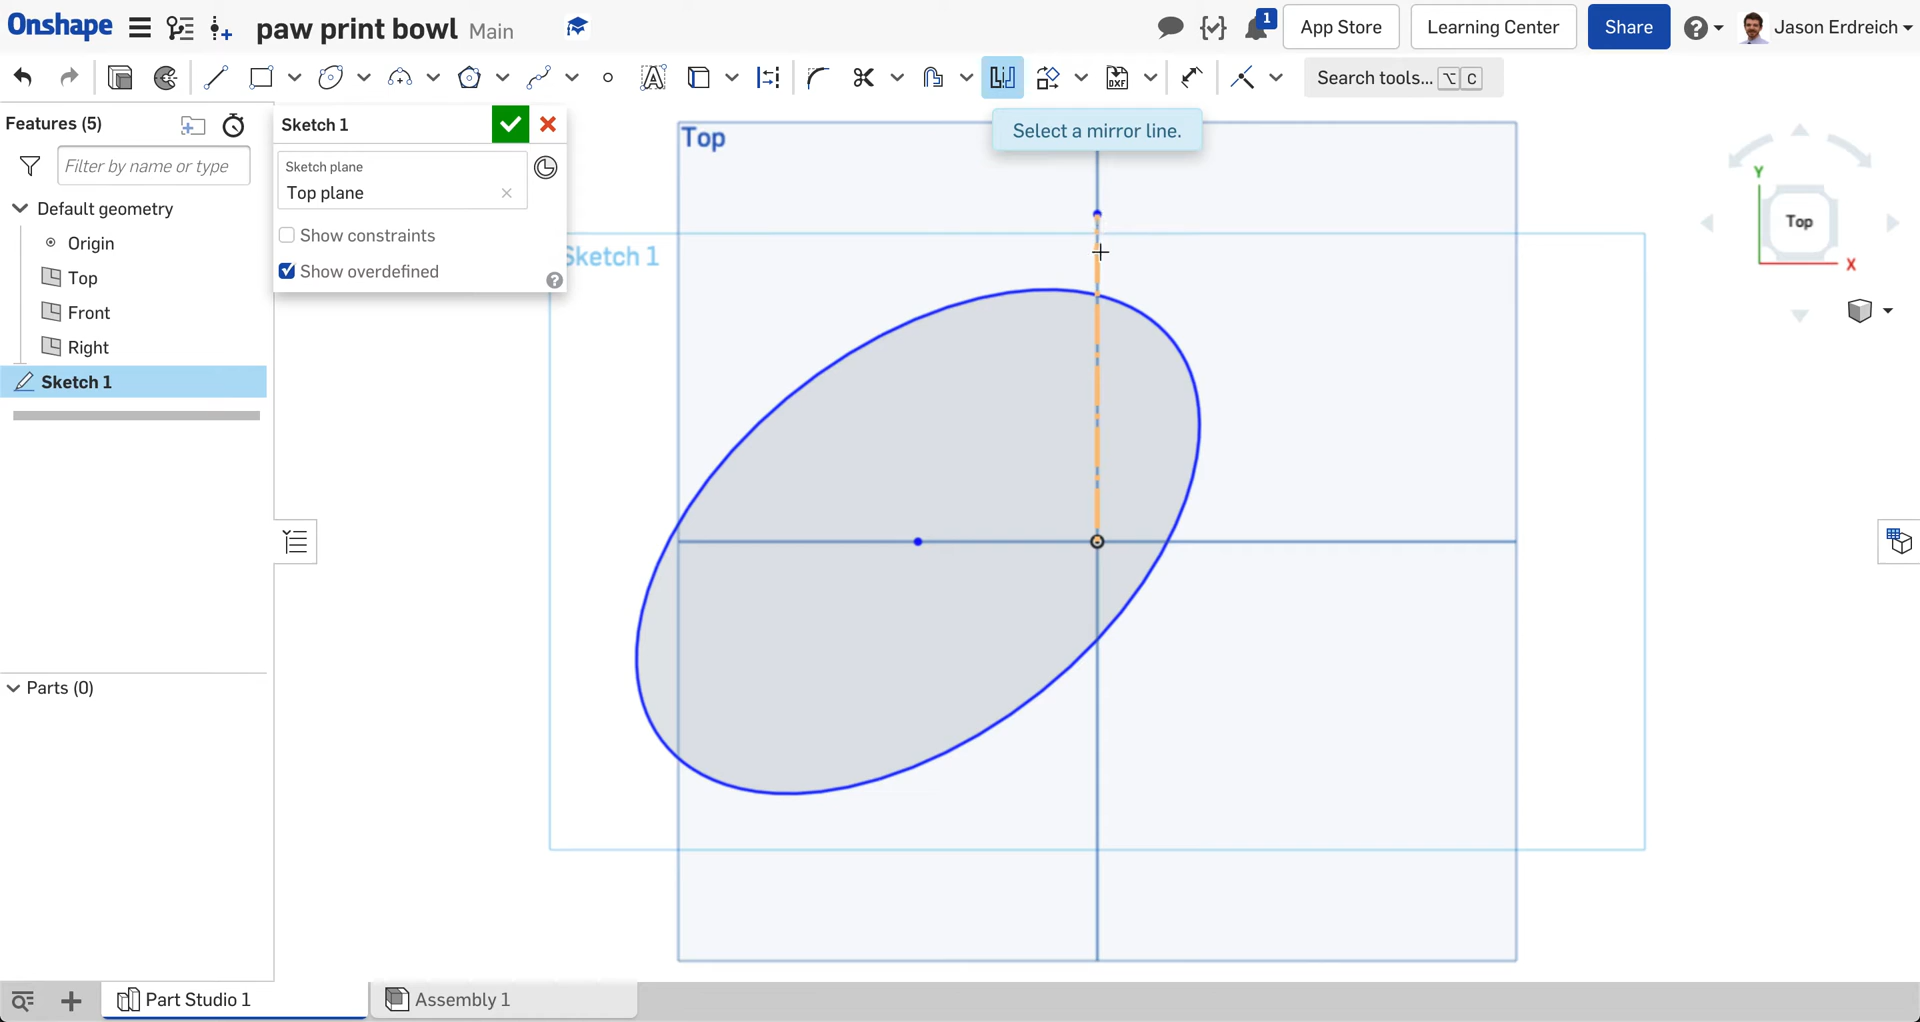 Onshape
paw print bowl Main
1
App Store
Learning Center
Share
Jason Erdreich
DXF
Search tools... ⌥ C
Features (5)
Filter by name or type
Default geometry
Origin
Top
Front
Right
Sketch 1
Parts (0)
Sketch 1
Sketch plane
Top plane
Show constraints
Show overdefined
Select a mirror line.
Top
Sketch 1
Y
Top
X
Part Studio 1
Assembly 1